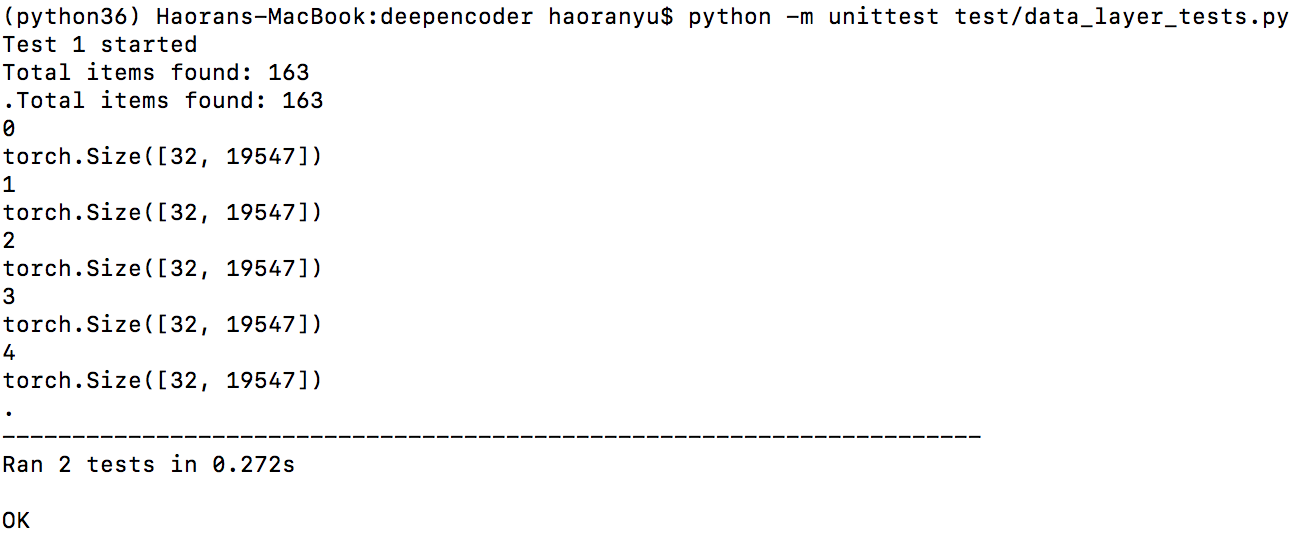 (python36) Haorans-MacBook:deepencoder haoranyu$ python -m unittest test/data_layer_tests.py
Test 1 started
Total items found: 163
.Total items found: 163
0
torch.Size([32, 19547])
1
torch.Size([32, 19547])
2
torch.Size([32, 19547])
3
torch.Size([32, 19547])
4
torch.Size([32, 19547])
.
----------------------------------------------------------------------
Ran 2 tests in 0.272s
OK